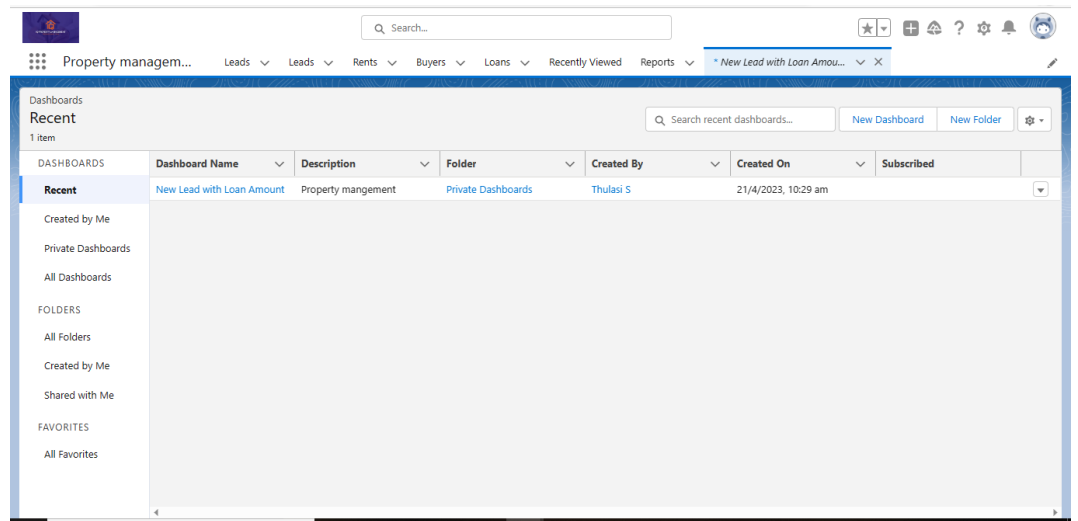 Search...
Property managem... Leads Leads Rents Buyers Loans Recently Viewed Reports * New Lead with Loan Amou...
Dashboards
Recent
1 item
Search recent dashboards...
New Dashboard
New Folder
DASHBOARDS
Recent
Created by Me
Private Dashboards
All Dashboards
FOLDERS
All Folders
Created by Me
Shared with Me
FAVORITES
All Favorites
Dashboard Name Description Folder Created By Created On Subscribed
New Lead with Loan Amount Property mangement Private Dashboards Thulasi S 21/4/2023, 10:29 am